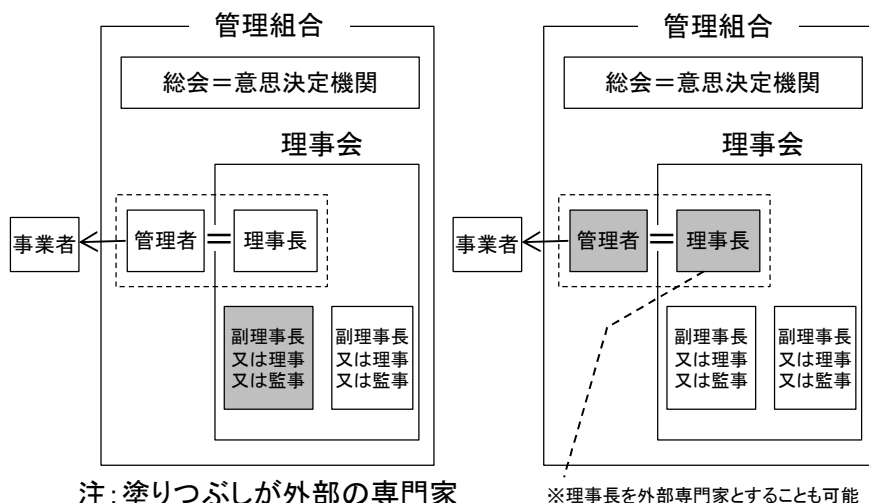 管理組合
総会＝意思決定機関
理事会
事業者
管理者
＝
理事長
副理事長
又は理事
又は監事
副理事長
又は理事
又は監事
注：塗りつぶしが外部の専門家
管理組合
総会＝意思決定機関
理事会
事業者
管理者
＝
理事長
副理事長
又は理事
又は監事
副理事長
又は理事
又は監事
※理事長を外部専門家とすることも可能